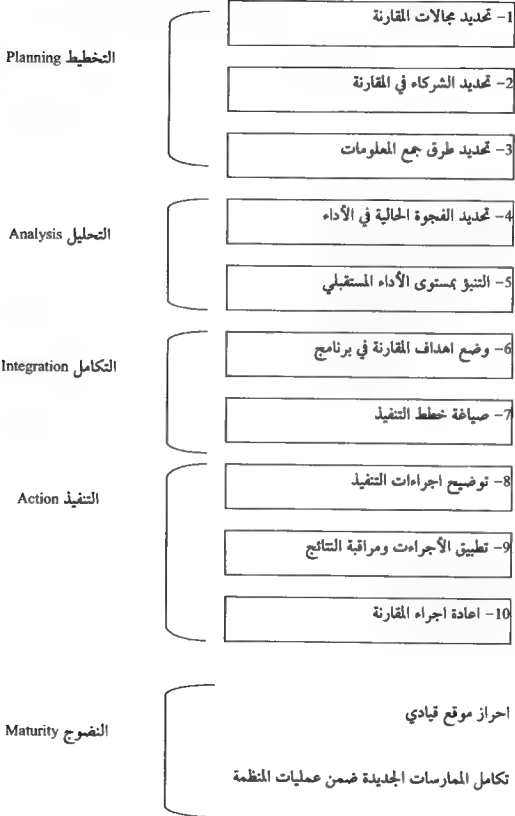 1- تحديد مجالات المقارنة
التخطيط Planning
2- تحديد الشركاء في المقارنة
3- تحديد طرق جمع المعلومات
4- تحديد الفجوة الحالية في الأداء
التحليل Analysis
5- التنبؤ بمستوى الأداء المستقبلي
6- وضع اهداف المقارنة في برنامج
التكامل Integration
7- صياغة خطط التنفيذ
8- توضيح اجراءات التنفيذ
التنفيذ Action
9- تطبيق الأجراءت ومراقبة النتائج
10- اعادة اجراء المقارنة
احراز موقع قيادي
النضوج Maturity
تكامل الممارسات الجديدة ضمن عمليات المنظمة